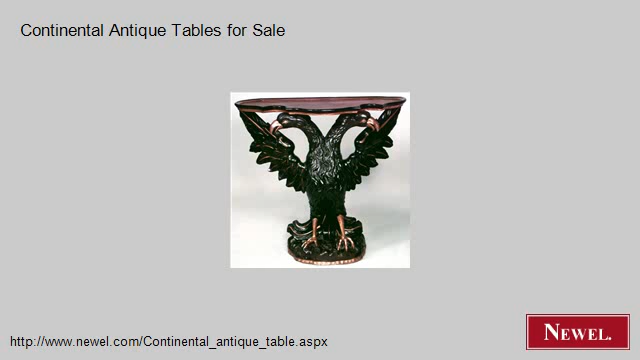 Continental Antique Tables for Sale
http://www.newel.com/Continental_antique_table.aspx
NEWEL.